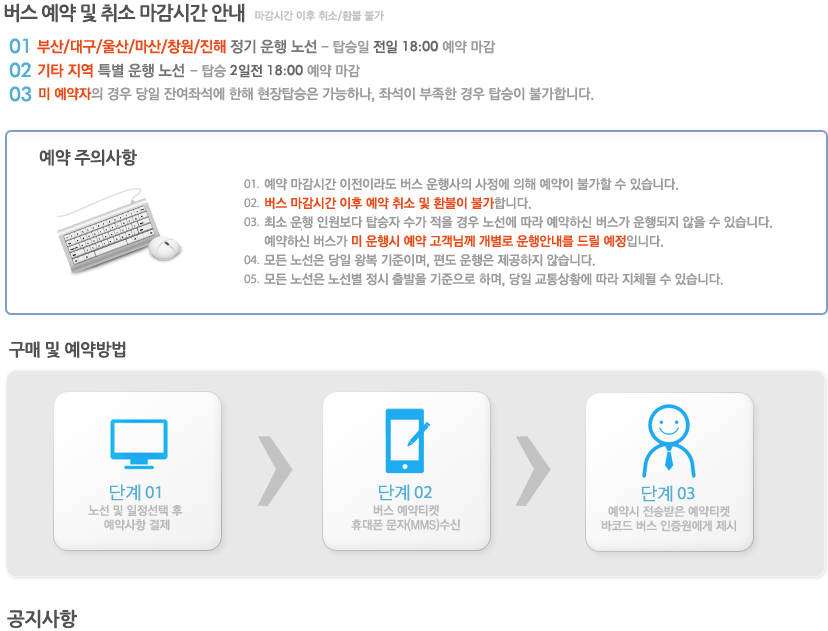 버스 예약 및 취소 마감시간 안내 마감시간 이후 취소/환불 불가
01 부산/대구/울산/마산/창원/진해 정기 운행 노선 – 탑승일 전일 18:00 예약 마감
02 기타 지역 특별 운행 노선 – 탑승 2일전 18:00 예약 마감
03 미 예약자의 경우 당일 잔여좌석에 한해 현장탑승은 가능하나, 좌석이 부족한 경우 탑승이 불가합니다.
예약 주의사항
01. 예약 마감시간 이전이라도 버스 운행사의 사정에 의해 예약이 불가할 수 있습니다.
02. 버스 마감시간 이후 예약 취소 및 환불이 불가합니다.
03. 최소 운행 인원보다 탑승자 수가 적을 경우 노선에 따라 예약하신 버스가 운행되지 않을 수 있습니다.
예약하신 버스가 미 운행시 예약 고객님께 개별로 운행안내를 드릴 예정입니다.
04. 모든 노선은 당일 왕복 기준이며, 편도 운행은 제공하지 않습니다.
05. 모든 노선은 노선별 정시 출발을 기준으로 하며, 당일 교통상황에 따라 지체될 수 있습니다.
구매 및 예약방법
단계 01
노선 및 일정선택 후
예약사항 결제
단계 02
버스 예약티켓
휴대폰 문자(MMS)수신
단계 03
예약시 전송받은 예약티켓
바코드 버스 인증원에게 제시
공지사항